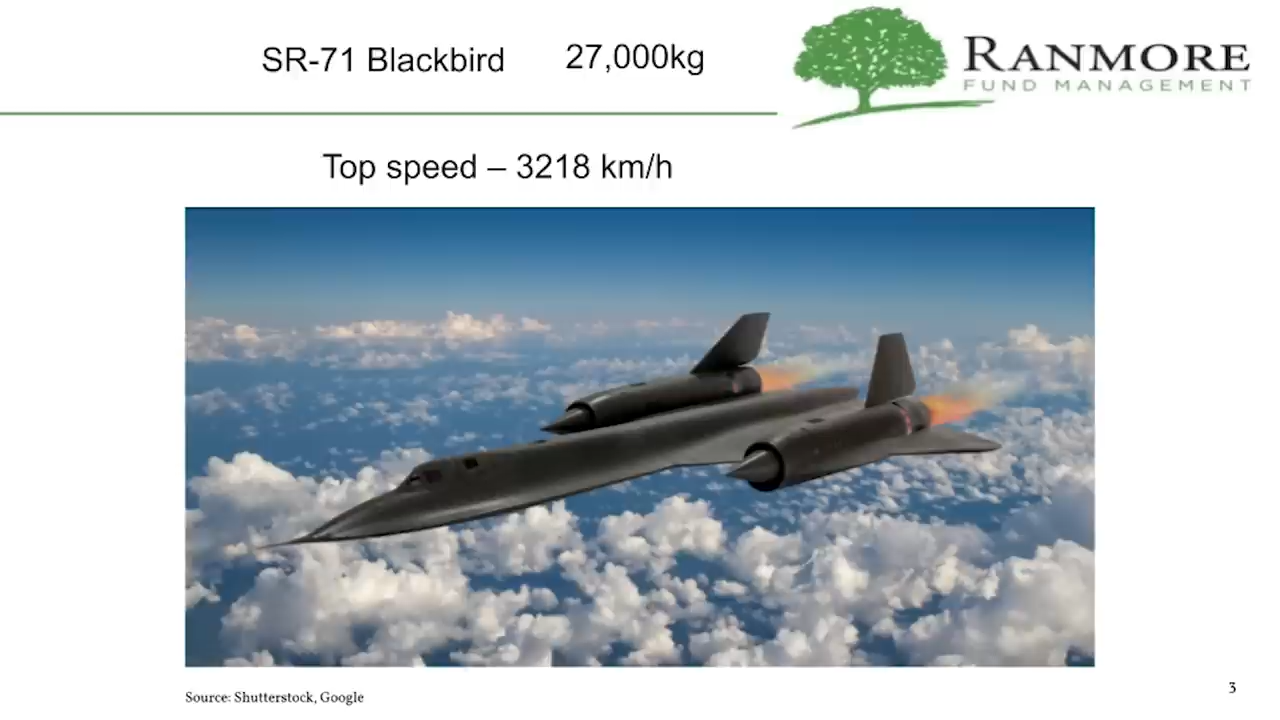 SR-71 Blackbird 27,000kg
RANMORE
FUND MANAGEMENT
Top speed – 3218 km/h
Source: Shutterstock, Google
3